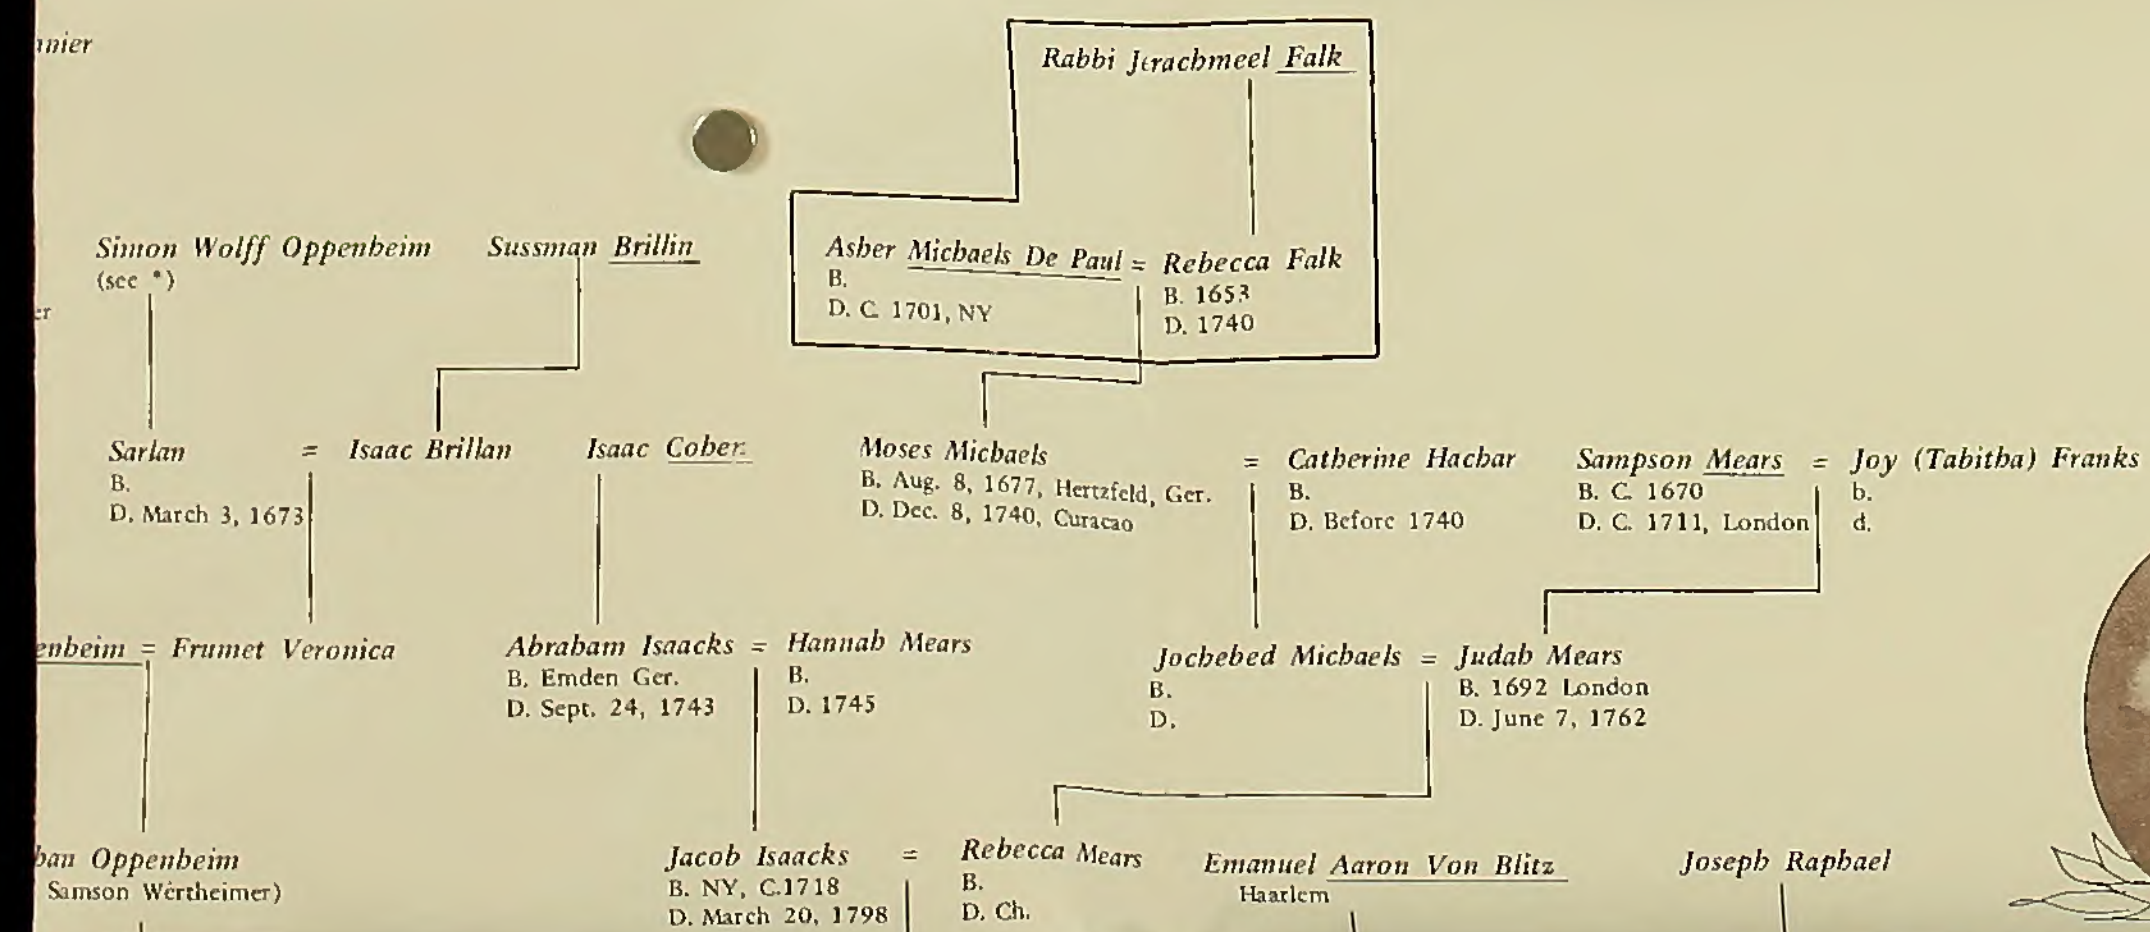 Rabbi Jerachmeel Falk
Simon Wolff Oppenheim
(see *)
Sussman Brillin
Asher Michaels De Paul = Rebecca Falk
B.
D. C. 1701, NY
B. 1653
D. 1740
Sarlan = Isaac Brillan
B.
D. March 3, 1673
Isaac Cohen
Moses Michaels = Catherine Hachar
B. Aug. 8, 1677, Hertzfeld, Ger.
D. Dec. 8, 1740, Curacao
B.
D. Before 1740
Sampson Mears = Joy (Tabitha) Franks
B. C. 1670
D. C. 1711, London
b.
d.
= Frumet Veronica
Abraham Isaacks = Hannah Mears
B. Emden Ger.
D. Sept. 24, 1743
B.
D. 1745
Jochebed Michaels = Judah Mears
B.
D.
B. 1692 London
D. June 7, 1762
Oppenheim
Samson Wertheimer)
Jacob Isaacks = Rebecca Mears
B. NY, C.1718
D. March 20, 1798
B.
D. Ch.
Emanuel Aaron Von Blitz
Haarlem
Joseph Raphael